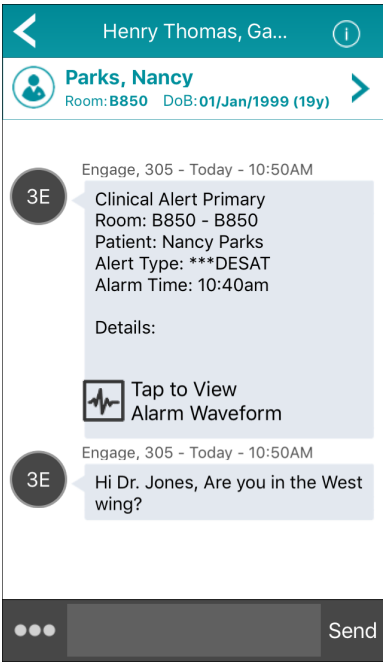 Henry Thomas, Ga...
i
Parks, Nancy
Room: B850 DoB: 01/Jan/1999 (19y)
Engage, 305 - Today - 10:50AM
3E
Clinical Alert Primary
Room: B850 - B850
Patient: Nancy Parks
Alert Type: ***DESAT
Alarm Time: 10:40am
Details:
Tap to View
Alarm Waveform
Engage, 305 - Today - 10:50AM
3E
Hi Dr. Jones, Are you in the West
wing?
Send